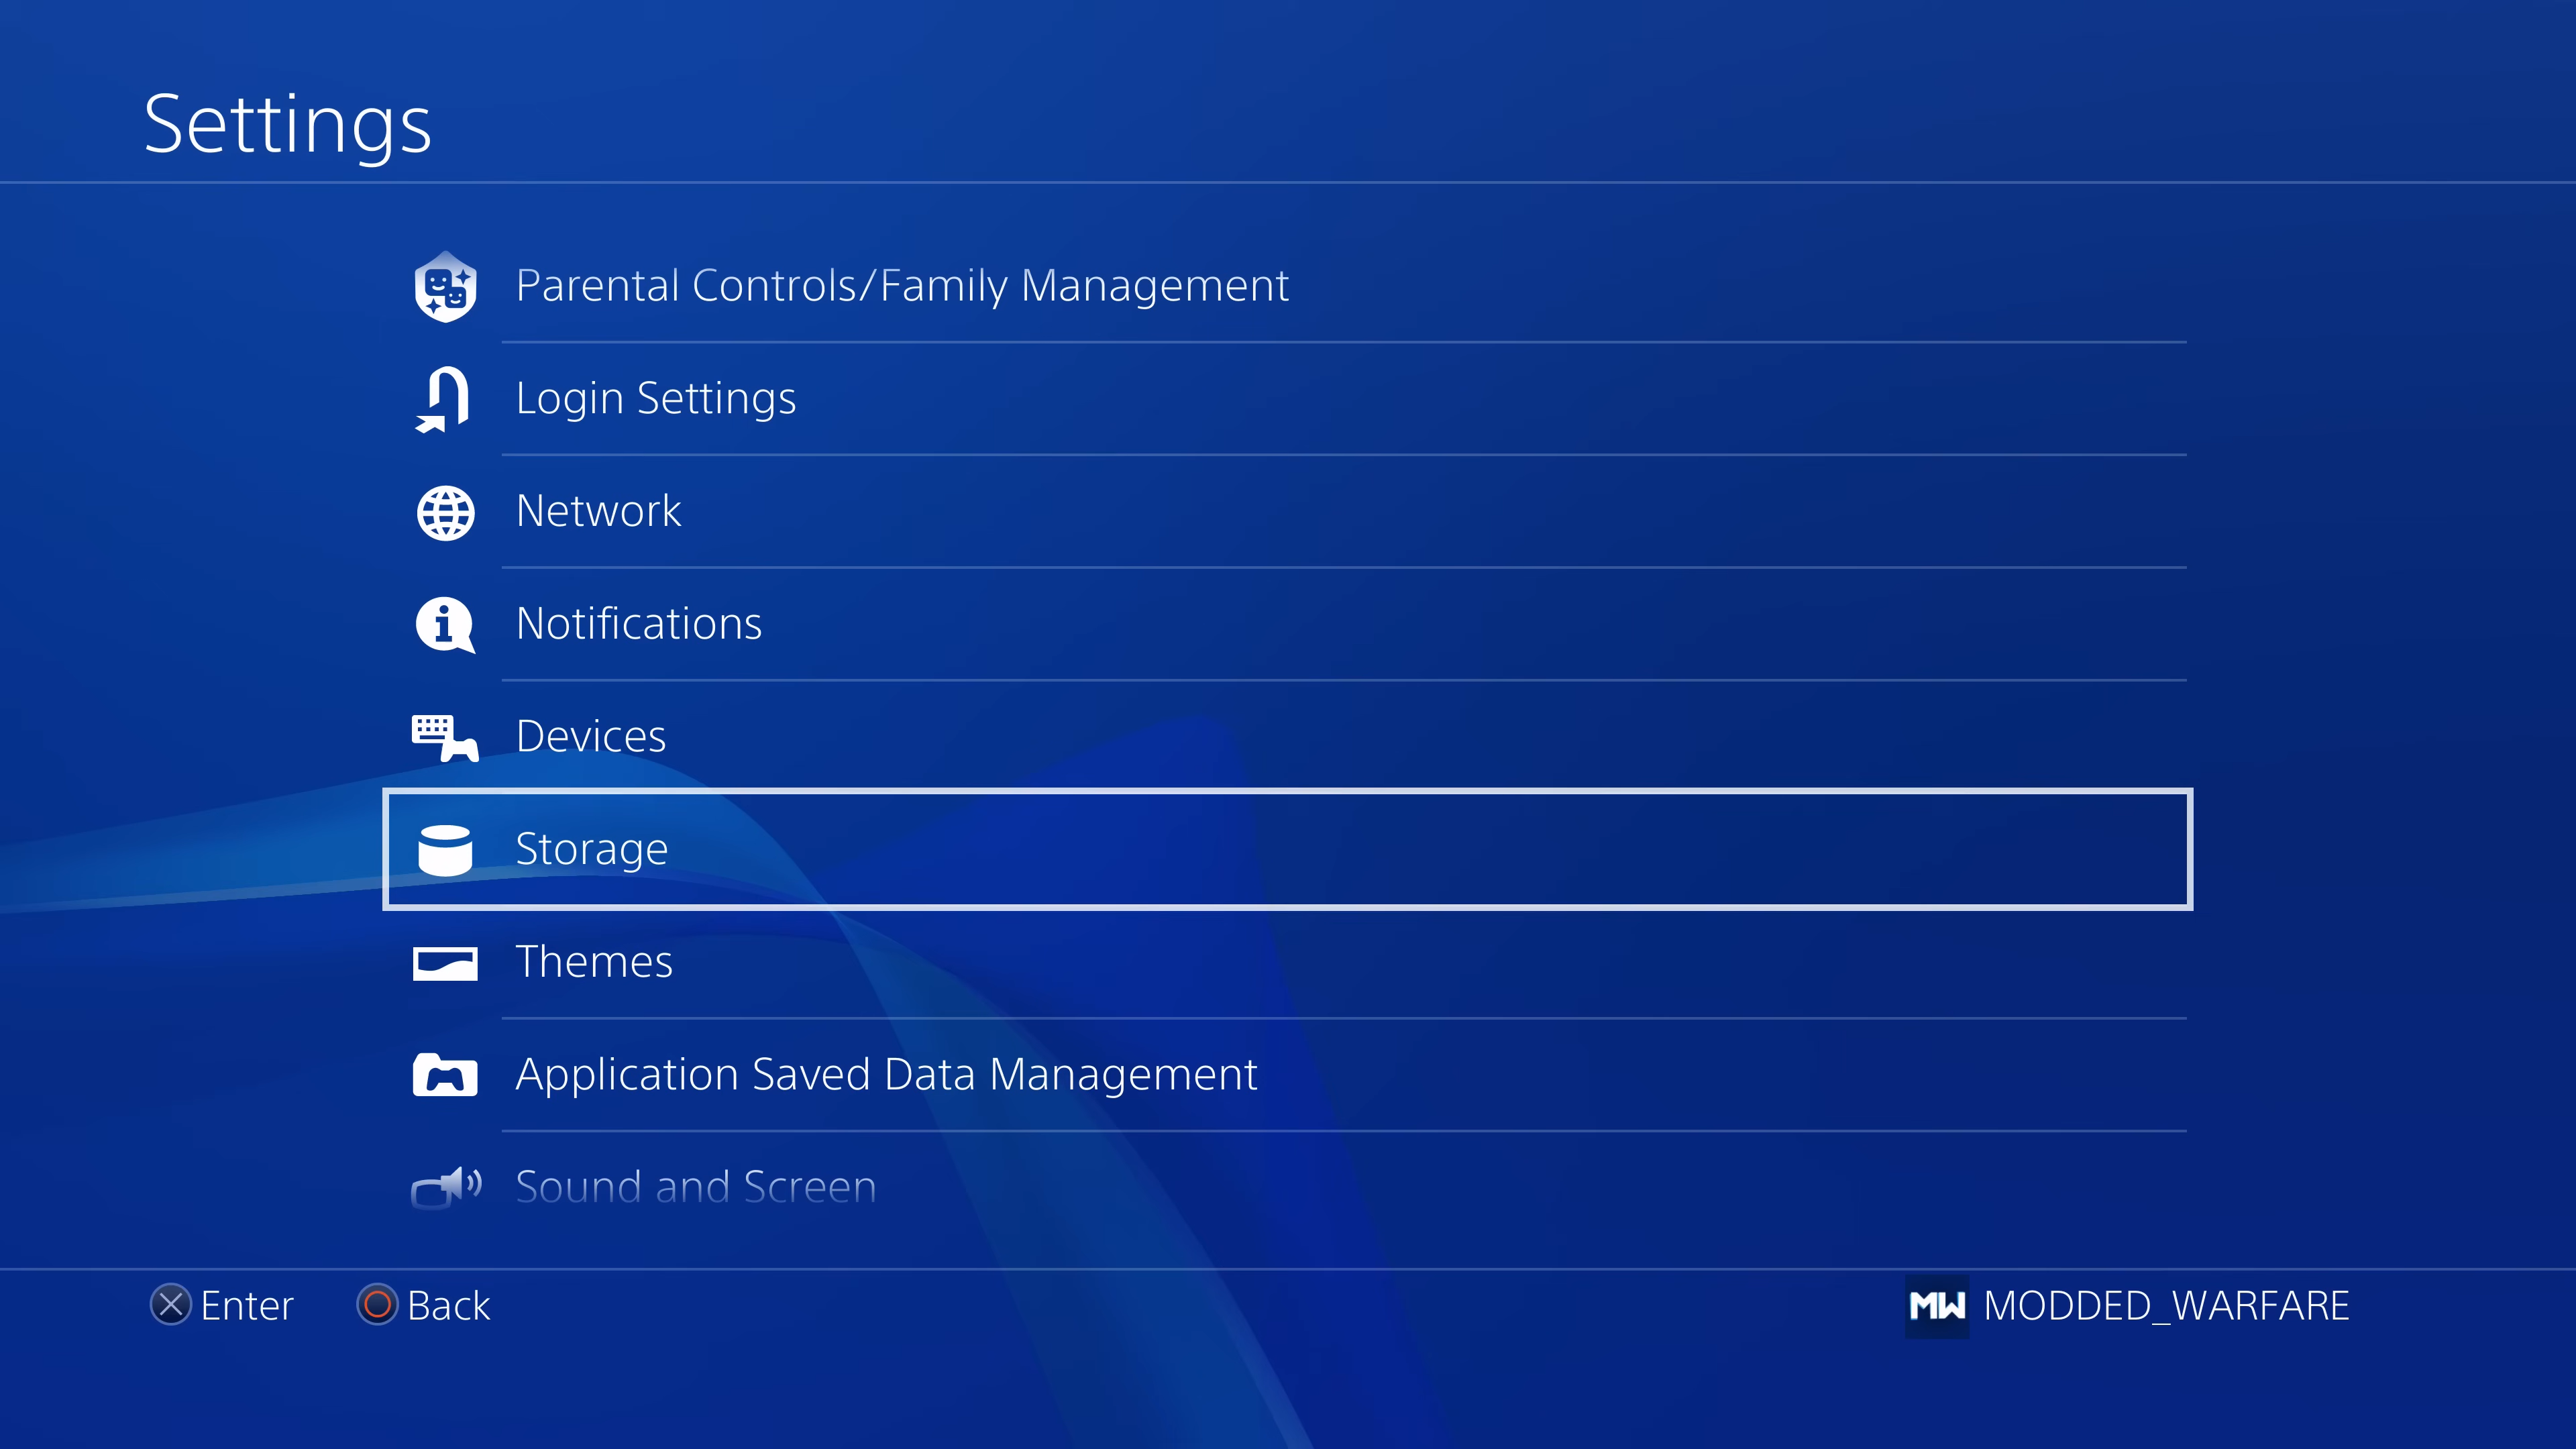 Settings
Parental Controls/Family Management
Login Settings
Network
Notifications
Devices
Storage
Themes
Application Saved Data Management
Sound and Screen
Enter Back MW MODDED_WARFARE